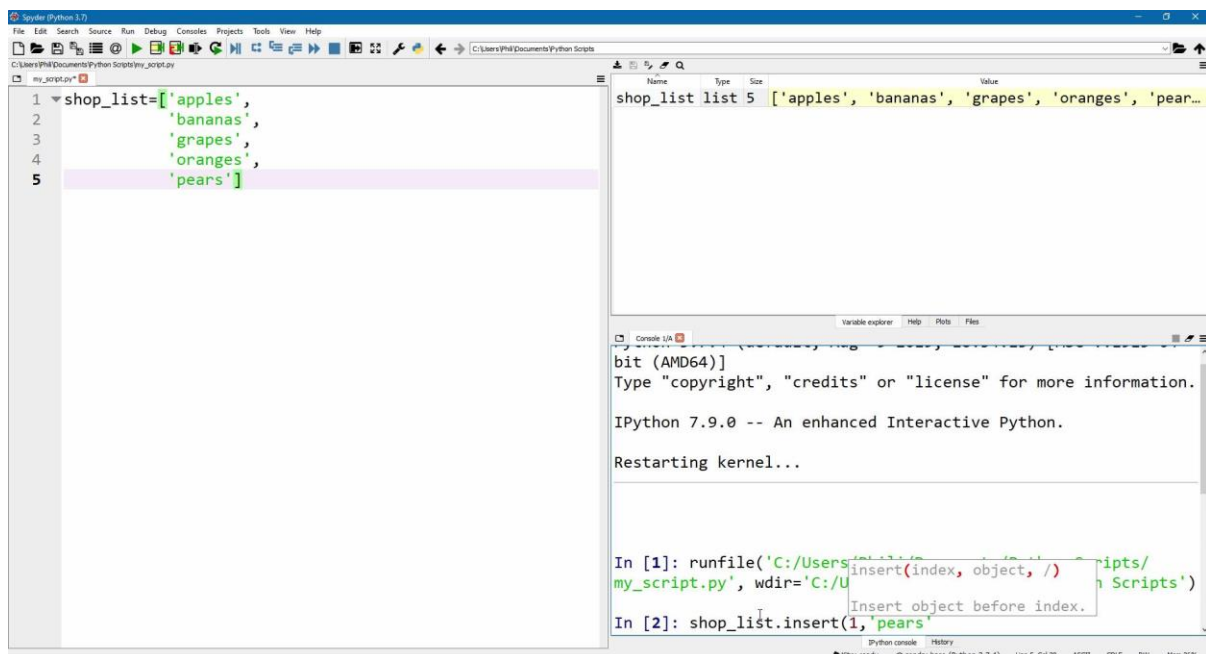 Spyder (Python 3.7)
File Edit Search Source Run Debug Consoles Projects Tools View Help
C:\Users\Phili\Documents\Python Scripts
C:\Users\Phili\Documents\Python Scripts\my_script.py
my_script.py*
1 shop_list=['apples',
2 'bananas',
3 'grapes',
4 'oranges',
5 'pears']
Name Type Size Value
shop_list list 5 ['apples', 'bananas', 'grapes', 'oranges', 'pear…
Variable explorer Help Plots Files
Console 1/A
bit (AMD64)]
Type "copyright", "credits" or "license" for more information.
IPython 7.9.0 -- An enhanced Interactive Python.
Restarting kernel...
In [1]: runfile('C:/Users ripts/
my_script.py', wdir='C:/U n Scripts')
insert(index, object, /)
Insert object before index.
In [2]: shop_list.insert(1,'pears'
IPython console History